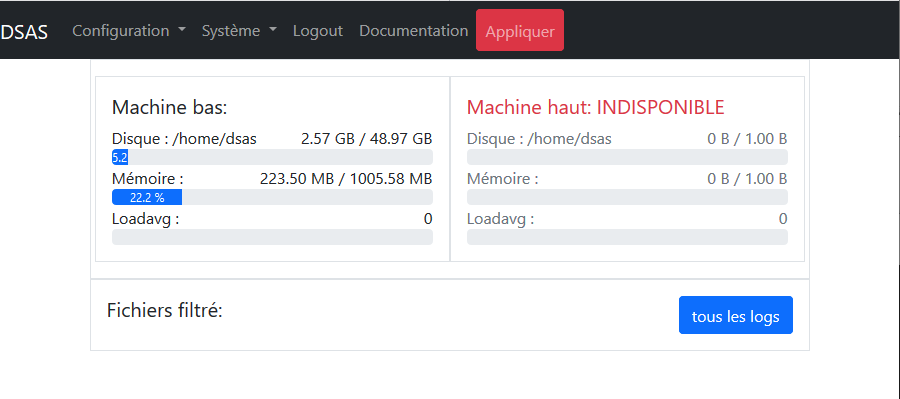 DSAS Configuration Système Logout Documentation Appliquer
Machine bas:
Disque : /home/dsas 2.57 GB / 48.97 GB
5.2
Mémoire : 223.50 MB / 1005.58 MB
22.2 %
Loadavg : 0
Machine haut: INDISPONIBLE
Disque : /home/dsas 0 B / 1.00 B
Mémoire : 0 B / 1.00 B
Loadavg : 0
Fichiers filtré:
tous les logs